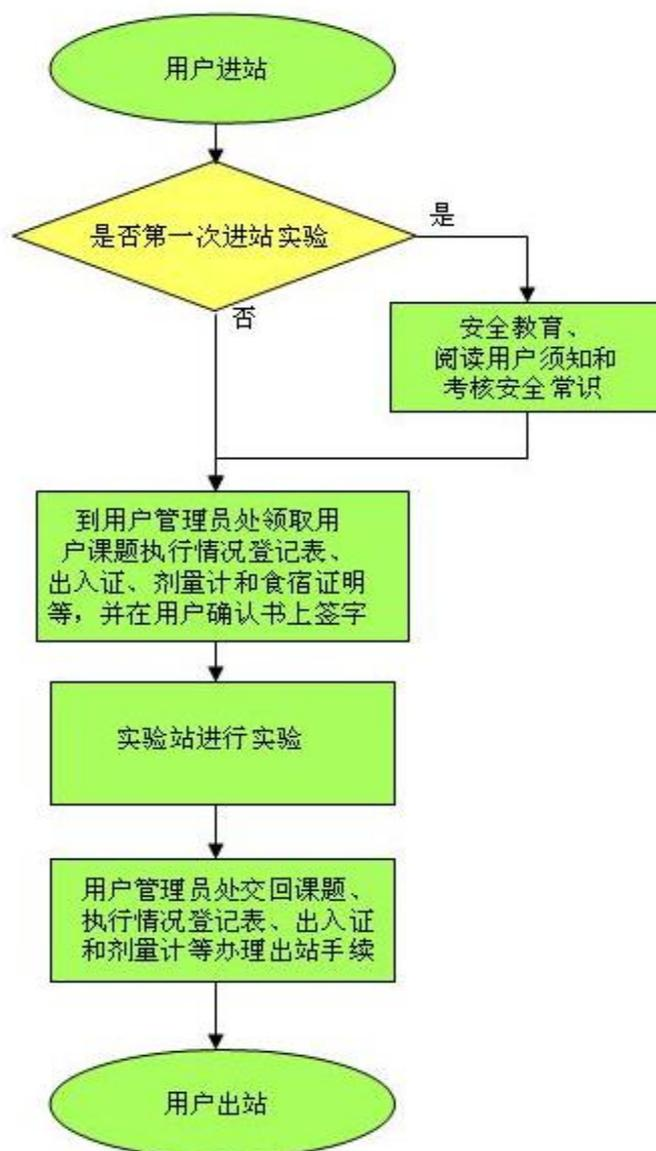 用户进站
是否第一次进站实验
是
否
安全教育、
阅读用户须知和
考核安全常识
到用户管理员处领取用
户课题执行情况登记表、
出入证、剂量计和食宿证明
等，并在用户确认书上签字
实验站进行实验
用户管理员处交回课题、
执行情况登记表、出入证
和剂量计等办理出站手续
用户出站